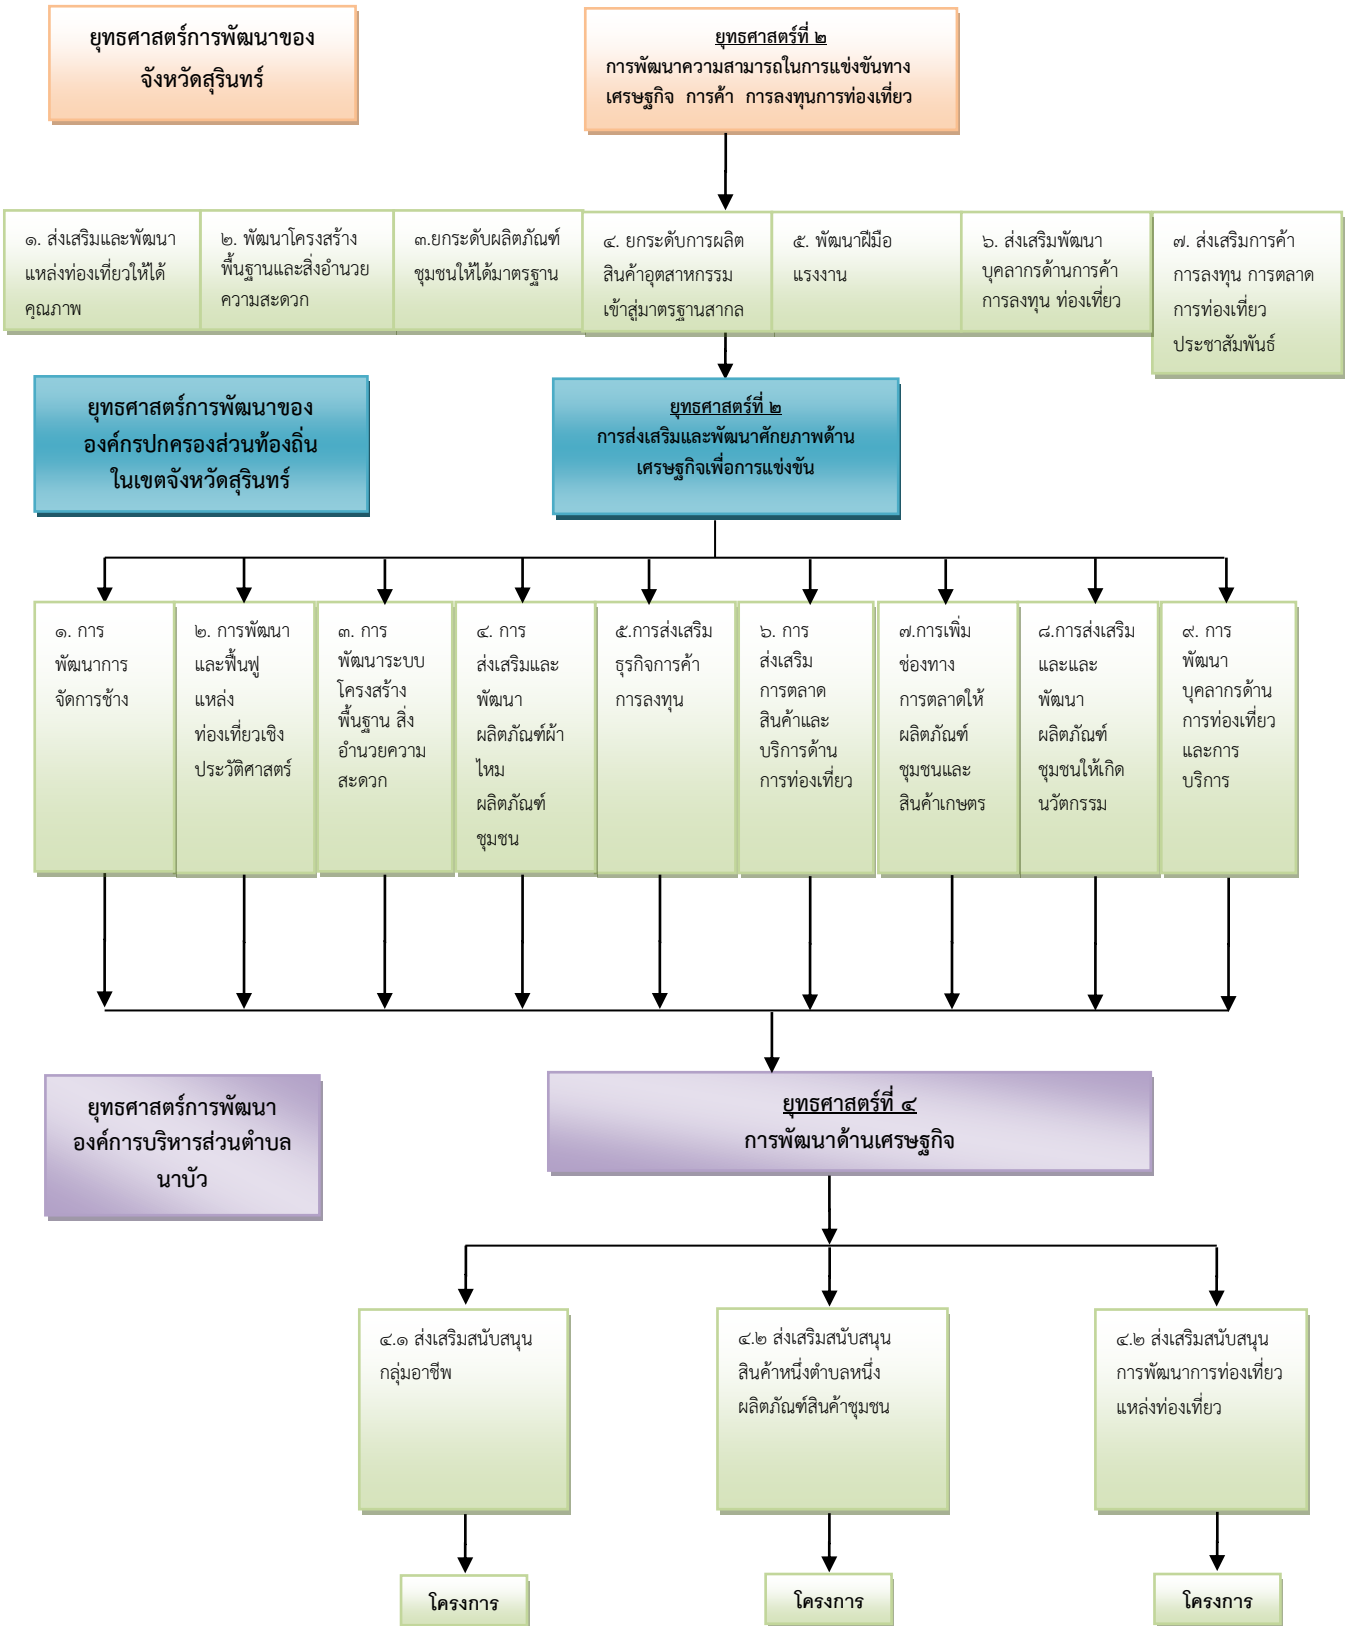 ยุทธศาสตร์การพัฒนาของ
จังหวัดสุรินทร์
ยุทธศาสตร์ที่ ๒
การพัฒนาความสามารถในการแข่งขันทาง
เศรษฐกิจ การค้า การลงทุนการท่องเที่ยว
๑. ส่งเสริมและพัฒนา
แหล่งท่องเที่ยวให้ได้
คุณภาพ
๒. พัฒนาโครงสร้าง
พื้นฐานและสิ่งอำนวย
ความสะดวก
๓.ยกระดับผลิตภัณฑ์
ชุมชนให้ได้มาตรฐาน
๔. ยกระดับการผลิต
สินค้าอุตสาหกรรม
เข้าสู่มาตรฐานสากล
๕. พัฒนาฝีมือ
แรงงาน
๖. ส่งเสริมพัฒนา
บุคลากรด้านการค้า
การลงทุน ท่องเที่ยว
๗. ส่งเสริมการค้า
การลงทุน การตลาด
การท่องเที่ยว
ประชาสัมพันธ์
ยุทธศาสตร์การพัฒนาของ
องค์กรปกครองส่วนท้องถิ่น
ในเขตจังหวัดสุรินทร์
ยุทธศาสตร์ที่ ๒
การส่งเสริมและพัฒนาศักยภาพด้าน
เศรษฐกิจเพื่อการแข่งขัน
๑. การ
พัฒนาการ
จัดการช้าง
๒. การพัฒนา
และฟื้นฟู
แหล่ง
ท่องเที่ยวเชิง
ประวัติศาสตร์
๓. การ
พัฒนาระบบ
โครงสร้าง
พื้นฐาน สิ่ง
อำนวยความ
สะดวก
๔. การ
ส่งเสริมและ
พัฒนา
ผลิตภัณฑ์ผ้า
ไหม
ผลิตภัณฑ์
ชุมชน
๕.การส่งเสริม
ธุรกิจการค้า
การลงทุน
๖. การ
ส่งเสริม
การตลาด
สินค้าและ
บริการด้าน
การท่องเที่ยว
๗.การเพิ่ม
ช่องทาง
การตลาดให้
ผลิตภัณฑ์
ชุมชนและ
สินค้าเกษตร
๘.การส่งเสริม
และและ
พัฒนา
ผลิตภัณฑ์
ชุมชนให้เกิด
นวัตกรรม
๙. การ
พัฒนา
บุคลากรด้าน
การท่องเที่ยว
และการ
บริการ
ยุทธศาสตร์การพัฒนา
องค์การบริหารส่วนตำบล
นาบัว
ยุทธศาสตร์ที่ ๔
การพัฒนาด้านเศรษฐกิจ
๔.๑ ส่งเสริมสนับสนุน
กลุ่มอาชีพ
๔.๒ ส่งเสริมสนับสนุน
สินค้าหนึ่งตำบลหนึ่ง
ผลิตภัณฑ์สินค้าชุมชน
๔.๒ ส่งเสริมสนับสนุน
การพัฒนาการท่องเที่ยว
แหล่งท่องเที่ยว
โครงการ
โครงการ
โครงการ